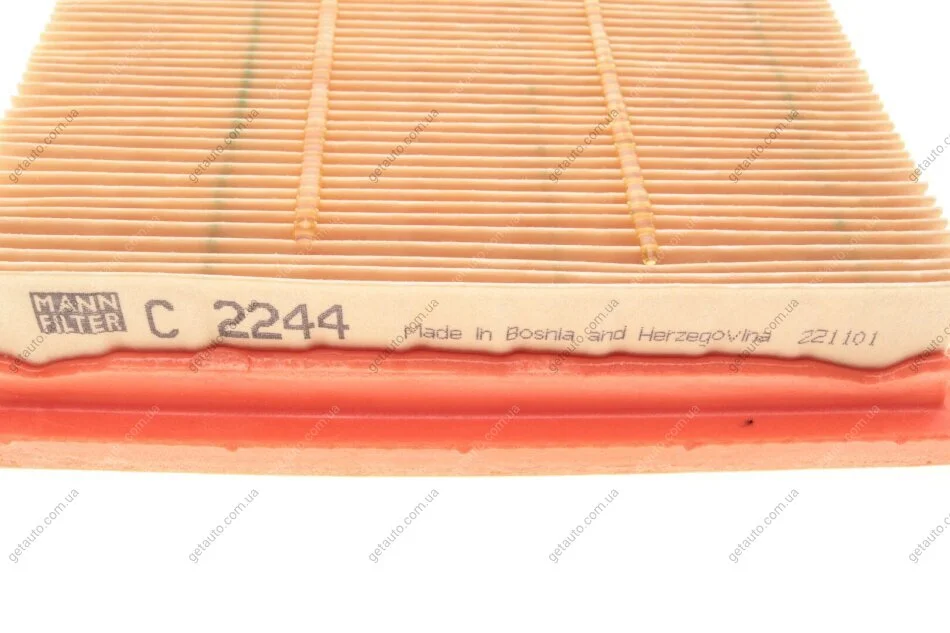 MANN
FILTER
C 2244 Made in Bosnia and Herzegovina 221101
getauto.com.ua